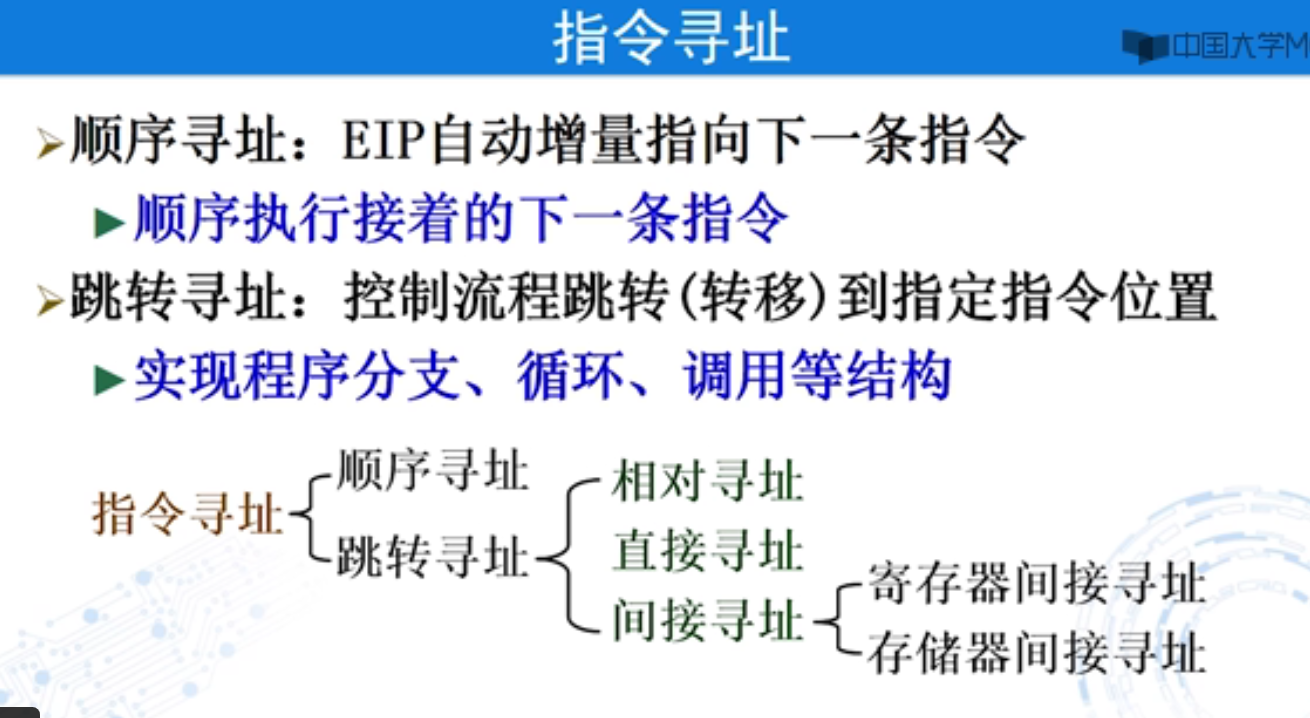 指令寻址
中国大学M
顺序寻址：EIP自动增量指向下一条指令
顺序执行接着的下一条指令
跳转寻址：控制流程跳转(转移)到指定指令位置
实现程序分支、循环、调用等结构
指令寻址
顺序寻址
跳转寻址
相对寻址
直接寻址
间接寻址
寄存器间接寻址
存储器间接寻址